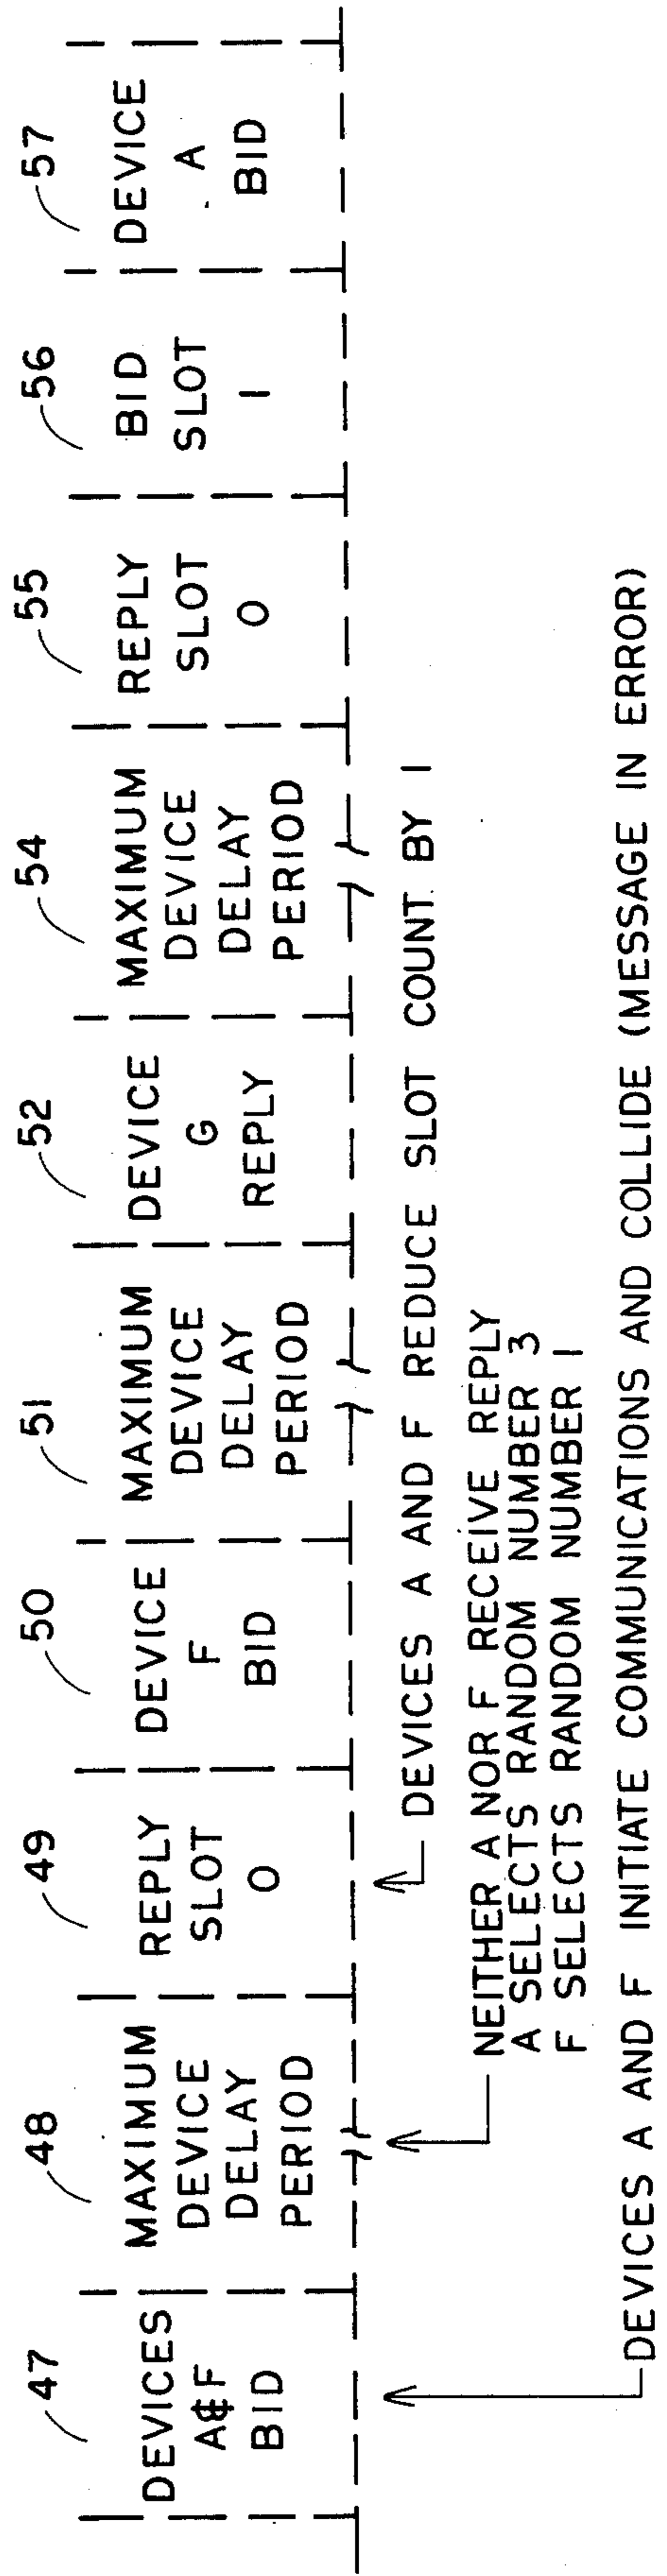 47
DEVICES
A&F
BID
48
MAXIMUM
DEVICE
DELAY
PERIOD
49
REPLY
SLOT
0
50
DEVICE
F
BID
51
MAXIMUM
DEVICE
DELAY
PERIOD
52
DEVICE
G
REPLY
54
MAXIMUM
DEVICE
DELAY
PERIOD
55
REPLY
SLOT
0
56
BID
SLOT
1
57
DEVICE
A
BID
DEVICES A AND F REDUCE SLOT COUNT BY 1
NEITHER A NOR F RECEIVE REPLY
A SELECTS RANDOM NUMBER 3
F SELECTS RANDOM NUMBER 1
DEVICES A AND F INITIATE COMMUNICATIONS AND COLLIDE (MESSAGE IN ERROR)